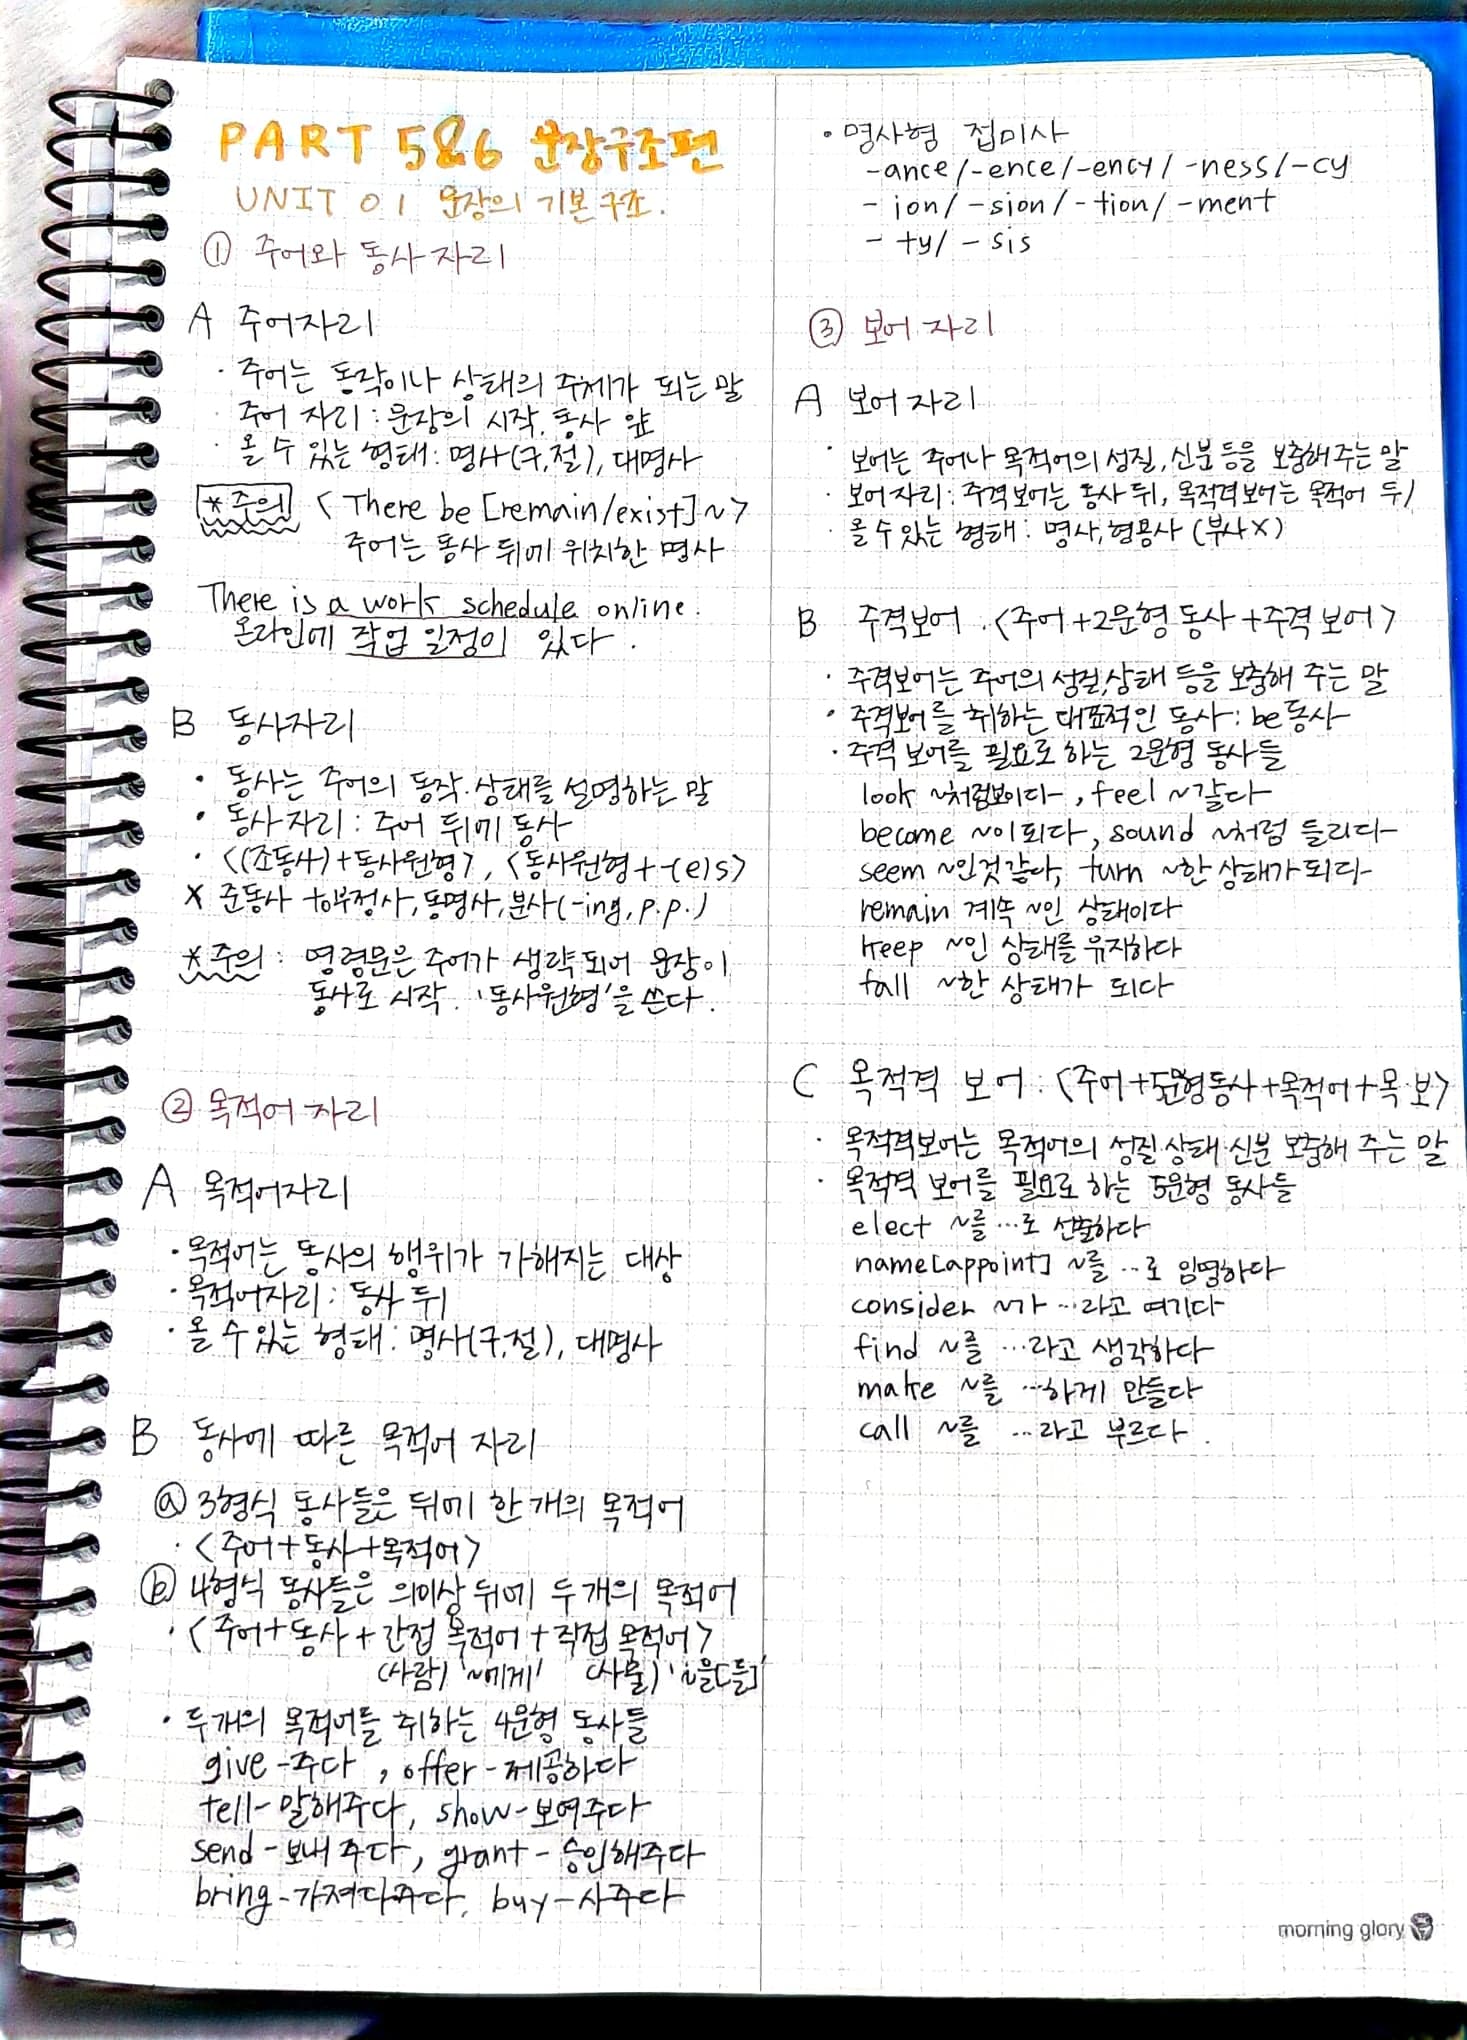 PART 5&6 문장구조편
UNIT 01 문장의 기본 구조.
① 주어와 동사 자리
A 주어자리
· 주어는 동작이나 상태의 주체가 되는 말
· 주어 자리 : 문장의 시작, 동사 앞
· 올 수 있는 형태 : 명사(구,절), 대명사
*주의 < There be [remain/exist] ~ >
주어는 동사 뒤에 위치한 명사
There is a work schedule online.
온라인에 작업 일정이 있다.
B 동사자리
· 동사는 주어의 동작·상태를 설명하는 말
· 동사자리 : 주어 뒤에 동사
· <(조동사)+동사원형>, <동사원형+-(e)s>
X 준동사 to부정사, 동명사, 분사(-ing, p.p.)
*주의 : 명령문은 주어가 생략되어 문장이
동사로 시작. '동사원형'을 쓴다.
② 목적어 자리
A 목적어자리
· 목적어는 동사의 행위가 가해지는 대상
· 목적어자리 : 동사 뒤
· 올 수 있는 형태 : 명사(구,절), 대명사
B 동사에 따른 목적어 자리
ⓐ 3형식 동사들은 뒤에 한 개의 목적어
· <주어+동사+목적어>
ⓑ 4형식 동사들은 의미상 뒤에 두 개의 목적어
· <주어+동사+간접 목적어+직접 목적어>
(사람) '~에게' (사물) '~을[를]'
· 두개의 목적어를 취하는 4문형 동사들
give-주다, offer-제공하다
tell-말해주다, show-보여주다
send-보내주다, grant-승인해주다
bring-가져다주다, buy-사주다
· 명사형 접미사
-ance/-ence/-ency/-ness/-cy
-ion/-sion/-tion/-ment
-ty/-sis
③ 보어 자리
A 보어 자리
· 보어는 주어나 목적어의 성질, 신분 등을 보충해 주는 말
· 보어 자리 : 주격보어는 동사 뒤, 목적격보어는 목적어 뒤
· 올 수 있는 형태 : 명사, 형용사 (부사X)
B 주격보어 . <주어+2문형 동사+주격 보어>
· 주격보어는 주어의 성질,상태 등을 보충해 주는 말
· 주격보어를 취하는 대표적인 동사 : be동사
· 주격 보어를 필요로 하는 2문형 동사들
look ~처럼보이다, feel ~같다
become ~이 되다, sound ~처럼 들리다
seem ~인것같다, turn ~한 상태가 되다
remain 계속 ~인 상태이다
keep ~인 상태를 유지하다
fall ~한 상태가 되다
C 목적격 보어 : <주어+5문형동사+목적어+목·보>
· 목적격보어는 목적어의 성질·상태·신분 보충해 주는 말
· 목적격 보어를 필요로 하는 5문형 동사들
elect ~를 …로 선출하다
name[appoint] ~를 …로 임명하다
consider ~가 …라고 여기다
find ~를 …라고 생각하다
make ~를 …하게 만들다
call ~를 …라고 부르다.
morning glory